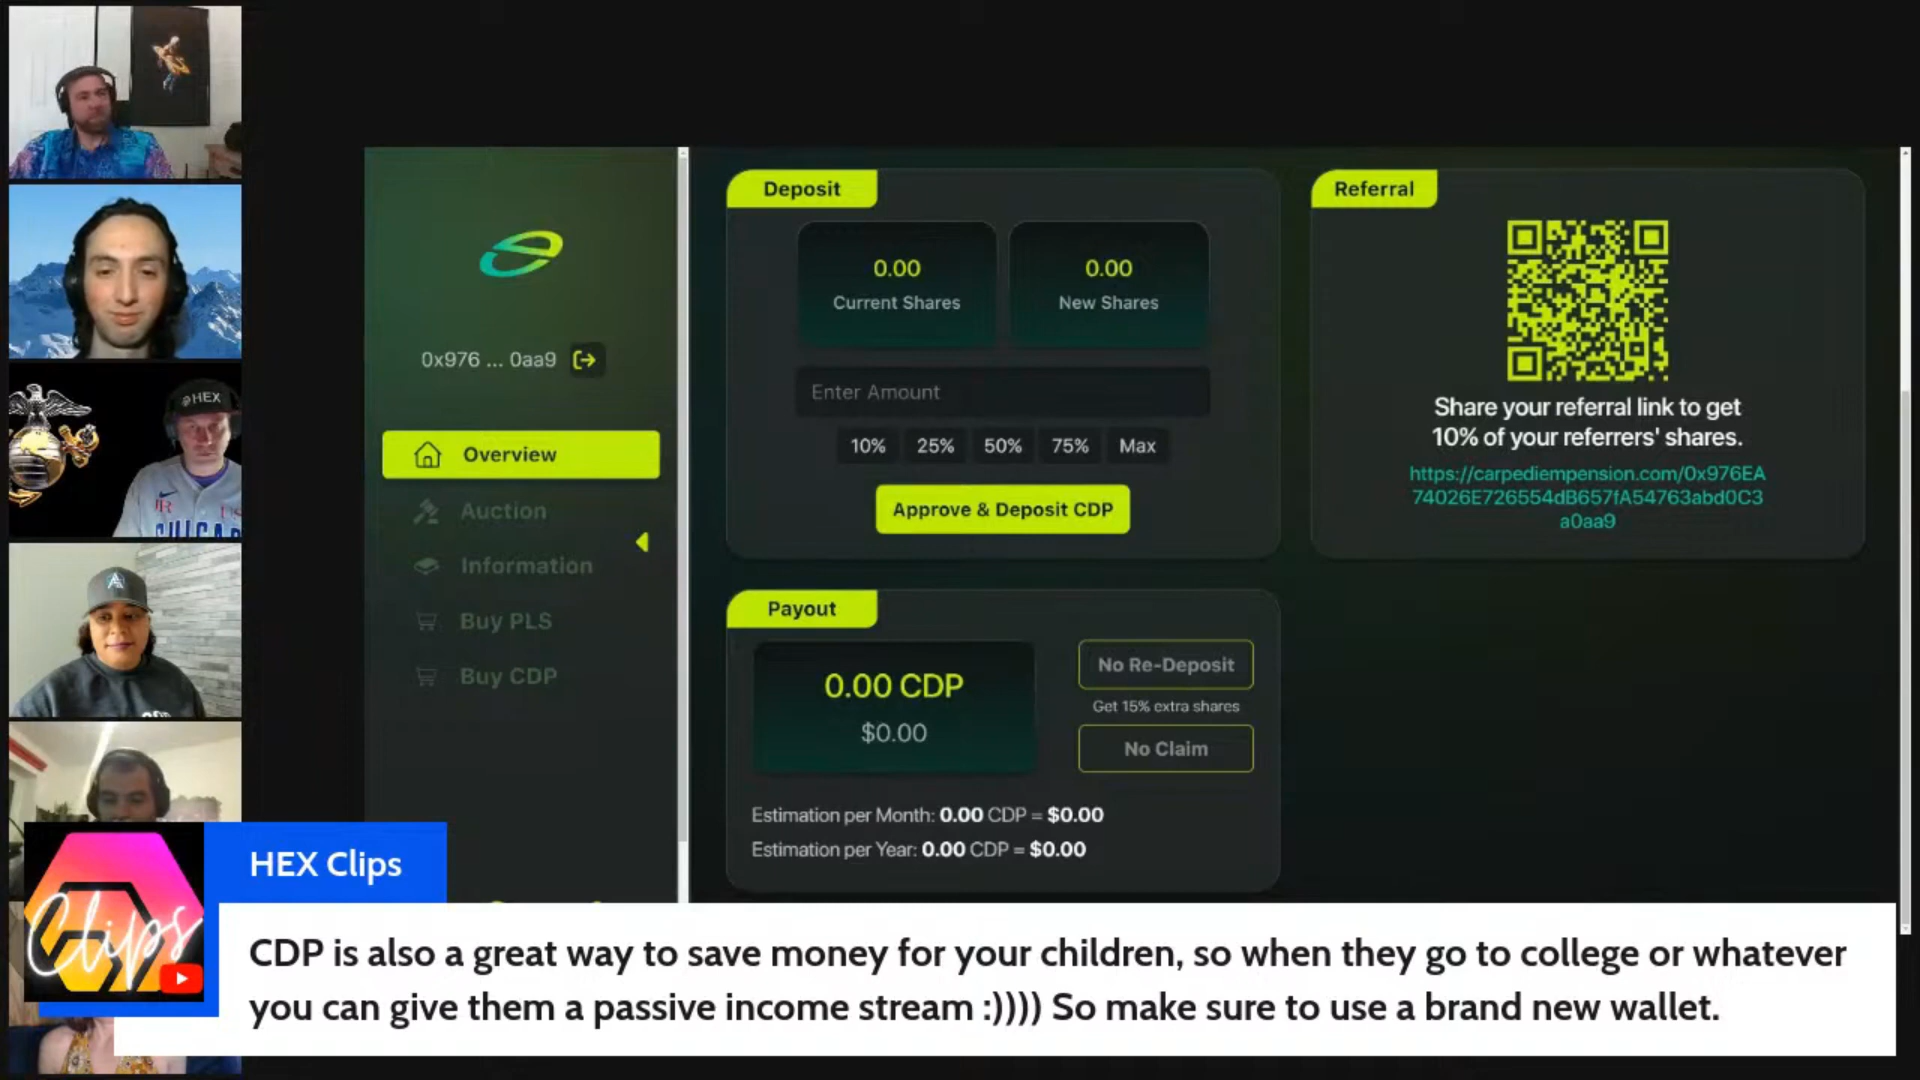 @HEX
JR
US
0x976 ... 0aa9
Overview
Auction
Information
Buy PLS
Buy CDP
Deposit
0.00
Current Shares
0.00
New Shares
Enter Amount
10%
25%
50%
75%
Max
Approve & Deposit CDP
Referral
Share your referral link to get
10% of your referrers' shares.
https://carpediempension.com/0x976EA
74026E726554dB657fA54763abd0C3
a0aa9
Payout
0.00 CDP
$0.00
No Re-Deposit
Get 15% extra shares
No Claim
Estimation per Month: 0.00 CDP = $0.00
Estimation per Year: 0.00 CDP = $0.00
Clips
HEX Clips
CDP is also a great way to save money for your children, so when they go to college or whatever
you can give them a passive income stream :)))) So make sure to use a brand new wallet.